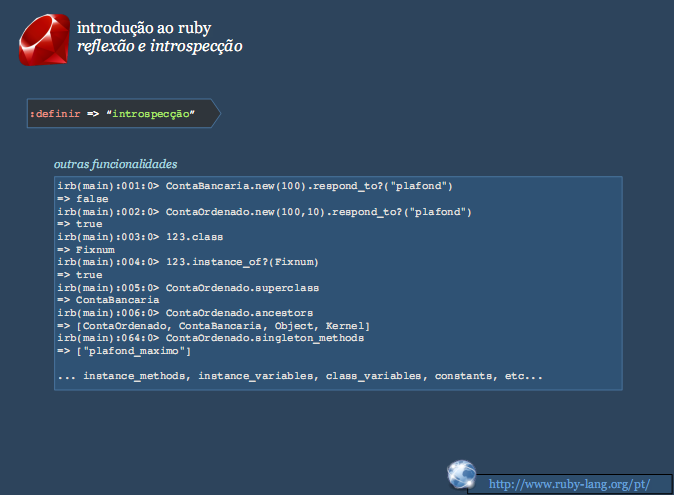 introdução ao ruby
reflexão e introspecção
:definir => "introspecção"
outras funcionalidades
irb(main):001:0> ContaBancaria.new(100).respond_to?("plafond")
=> false
irb(main):002:0> ContaOrdenado.new(100,10).respond_to?("plafond")
=> true
irb(main):003:0> 123.class
=> Fixnum
irb(main):004:0> 123.instance_of?(Fixnum)
=> true
irb(main):005:0> ContaOrdenado.superclass
=> ContaBancaria
irb(main):006:0> ContaOrdenado.ancestors
=> [ContaOrdenado, ContaBancaria, Object, Kernel]
irb(main):064:0> ContaOrdenado.singleton_methods
=> ["plafond_maximo"]
... instance_methods, instance_variables, class_variables, constants, etc...
http://www.ruby-lang.org/pt/